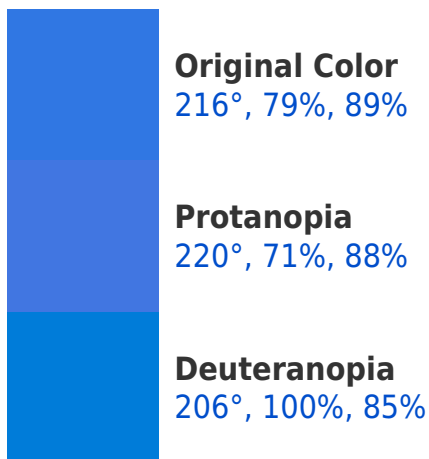 Original Color
216°, 79%, 89%
Protanopia
220°, 71%, 88%
Deuteranopia
206°, 100%, 85%